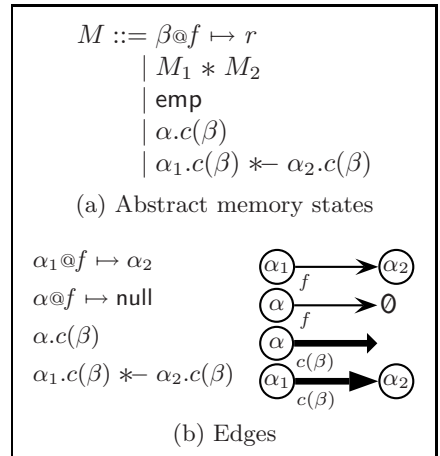 M ::= β@f ↦ r
| M₁ * M₂
| emp
| α.c(β)
| α₁.c(β) *– α₂.c(β)
(a) Abstract memory states
α₁@f ↦ α₂
α₁ f α₂
α@f ↦ null
α f ∅
α.c(β)
α c(β)
α₁.c(β) *– α₂.c(β)
α₁ c(β) α₂
(b) Edges